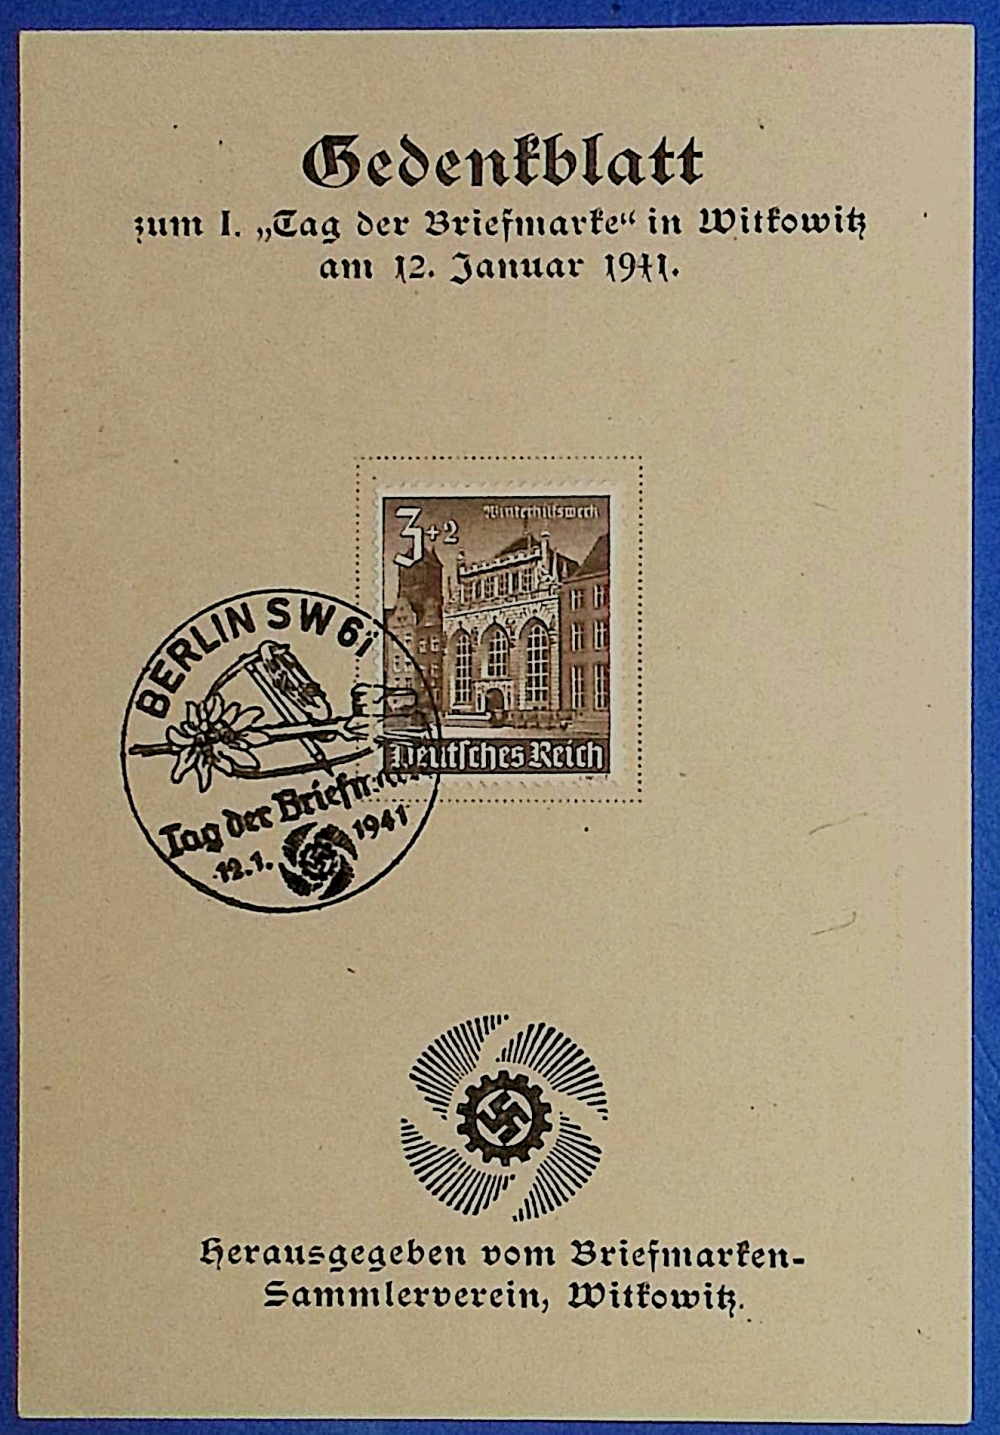 Gedenkblatt
zum I. „Tag der Briefmarke“ in Witkowitz
am 12. Januar 1941.
3+2
Winterhilfswerk
Deutsches Reich
BERLIN SW 61
Tag der
12.1. 1941
Herausgegeben vom Briefmarken-
Sammlerverein, Witkowitz.